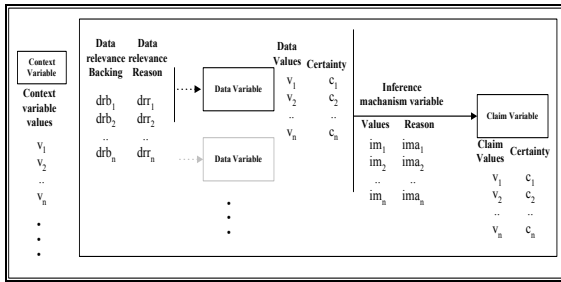 Context
Variable
Context
variable
values
v1
v2
..
vn
Data Data
relevance relevance
Backing Reason
drb1 drr1
drb2 drr2
..
drbn drrn
Data Variable
Data Variable
Data
Values Certainty
v1 c1
v2 c2
.. ..
vn cn
Inference
machanism variable
Values Reason
im1 ima1
im2 ima2
.. ..
imn iman
Claim Variable
Claim
Values Certainty
v1 c1
v2 c2
.. ..
vn cn